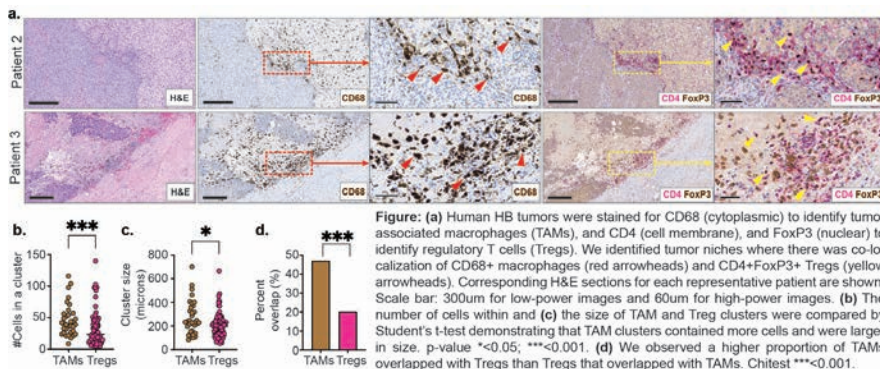 a.
Patient 2
H&E
CD68
CD68
CD4 FoxP3
CD4 FoxP3
Patient 3
H&E
CD68
CD68
CD4 FoxP3
CD4 FoxP3
b.
***
#Cells in a cluster
150
100
50
0
TAMs Tregs
c.
*
Cluster size
(microns)
800
600
400
200
0
TAMs Tregs
d.
***
Percent
overlap (%)
50
40
30
20
10
0
TAMs
Tregs
Figure: (a) Human HB tumors were stained for CD68 (cytoplasmic) to identify tumo
associated macrophages (TAMs), and CD4 (cell membrane), and FoxP3 (nuclear) to
identify regulatory T cells (Tregs). We identified tumor niches where there was co-lo
calization of CD68+ macrophages (red arrowheads) and CD4+FoxP3+ Tregs (yellow
arrowheads). Corresponding H&E sections for each representative patient are shown
Scale bar: 300um for low-power images and 60um for high-power images. (b) The
number of cells within and (c) the size of TAM and Treg clusters were compared by
Student's t-test demonstrating that TAM clusters contained more cells and were large
in size. p-value *<0.05; ***<0.001. (d) We observed a higher proportion of TAMs
overlapped with Tregs than Tregs that overlapped with TAMs. Chitest ***<0.001.